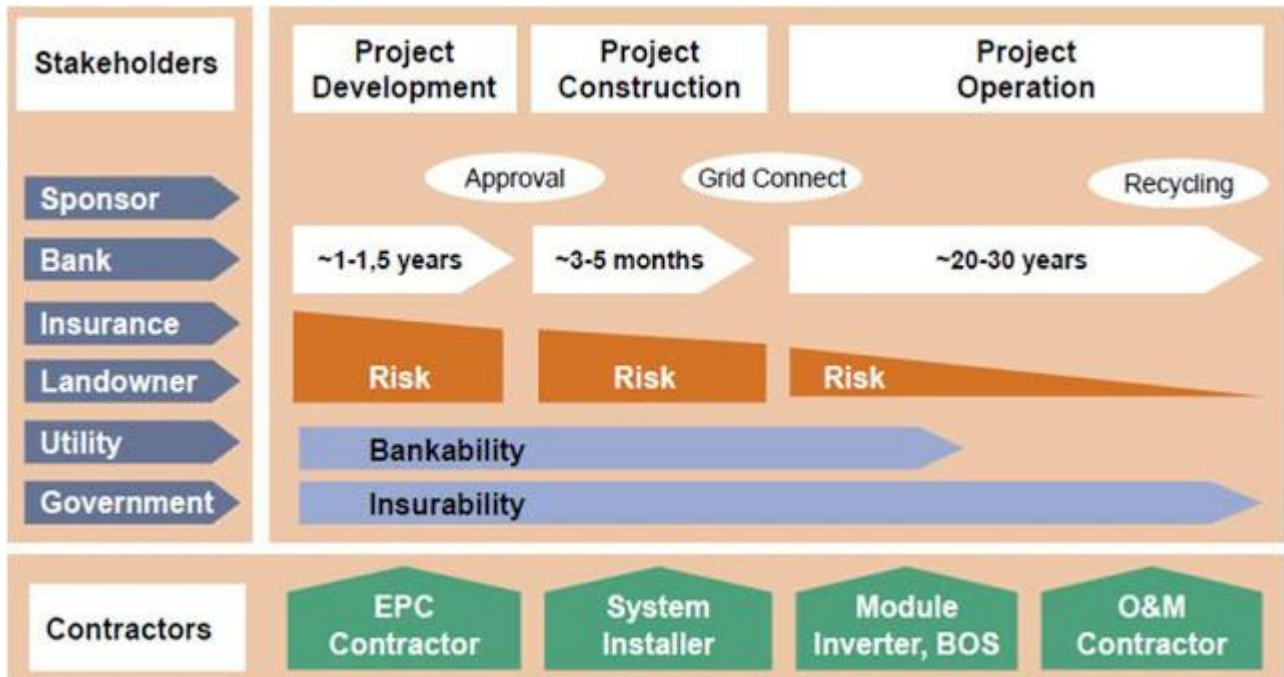 Stakeholders
Project
Development
Project
Construction
Project
Operation
Approval
Grid Connect
Recycling
Sponsor
Bank
Insurance
Landowner
Utility
Government
~1-1,5 years
~3-5 months
~20-30 years
Risk
Risk
Risk
Bankability
Insurability
Contractors
EPC
Contractor
System
Installer
Module
Inverter, BOS
O&M
Contractor